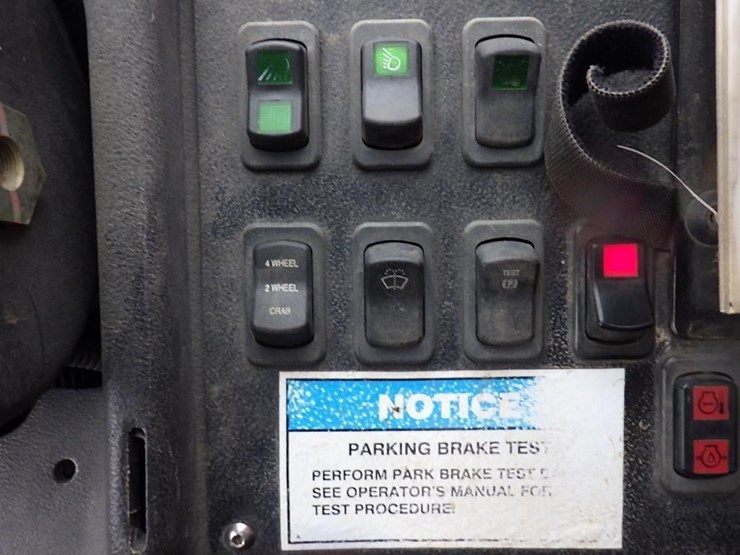 4 WHEEL
2 WHEEL
CRAB
TEST
P
NOTICE
PARKING BRAKE TEST
PERFORM PARK BRAKE TEST
SEE OPERATOR'S MANUAL FOR
TEST PROCEDURE